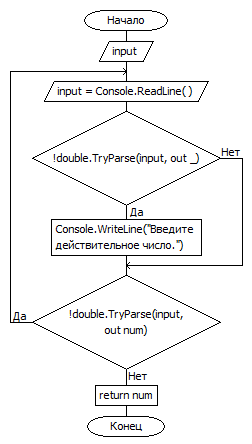 Начало
input
input = Console.ReadLine( )
!double.TryParse(input, out _)
Нет
Да
Console.WriteLine("Введите
действительное число.")
Да
!double.TryParse(input,
out num)
Нет
return num
Конец